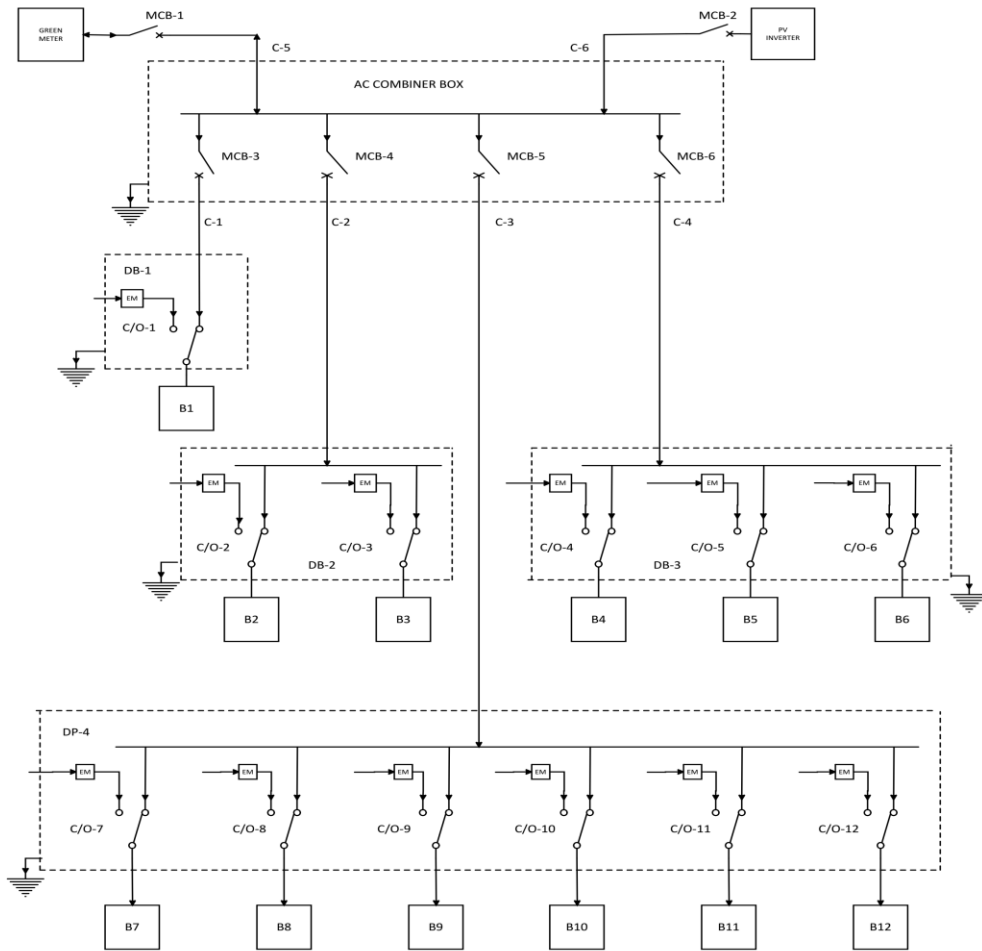 MCB-1
MCB-2
GREEN
METER
PV
INVERTER
C-5
C-6
AC COMBINER BOX
MCB-3
MCB-4
MCB-5
MCB-6
C-1
C-2
C-3
C-4
DB-1
EM
C/O-1
B1
EM
EM
EM
EM
EM
C/O-2
C/O-3
C/O-4
C/O-5
C/O-6
DB-2
DB-3
B2
B3
B4
B5
B6
DP-4
EM
EM
EM
EM
EM
EM
C/O-7
C/O-8
C/O-9
C/O-10
C/O-11
C/O-12
B7
B8
B9
B10
B11
B12